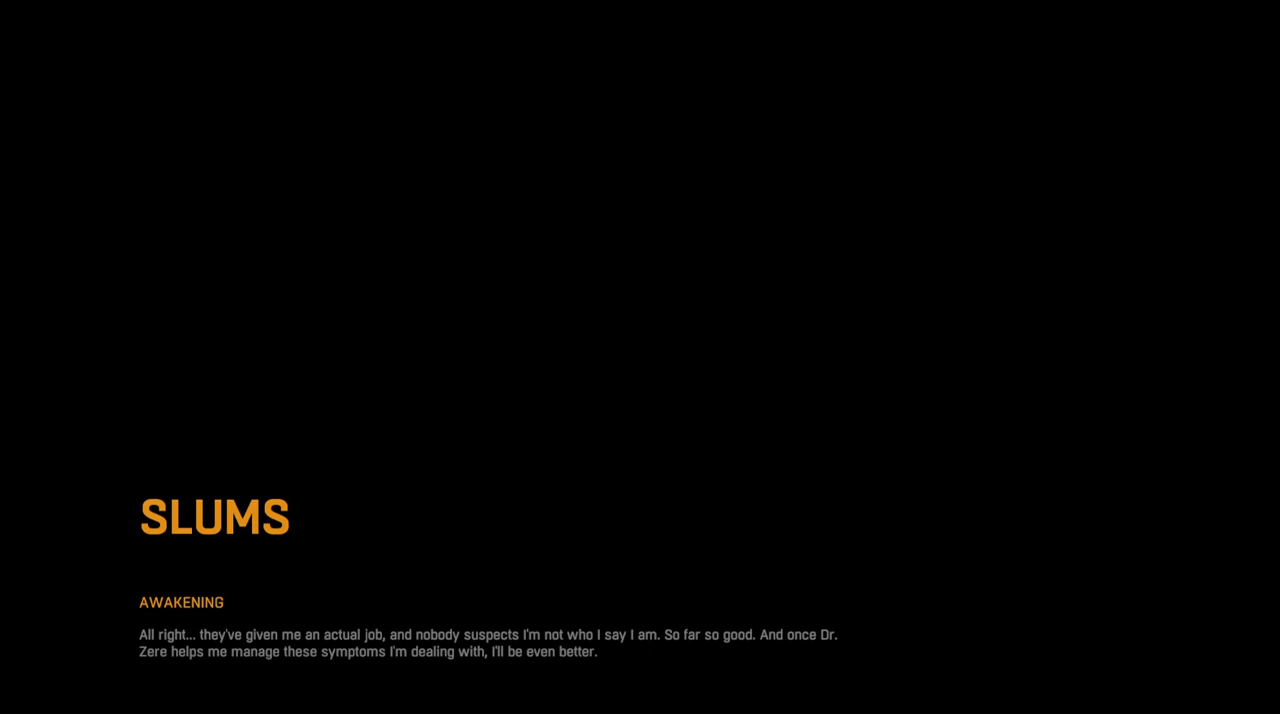 SLUMS
AWAKENING
All right... they've given me an actual job, and nobody suspects I'm not who I say I am. So far so good. And once Dr.
Zere helps me manage these symptoms I'm dealing with, I'll be even better.